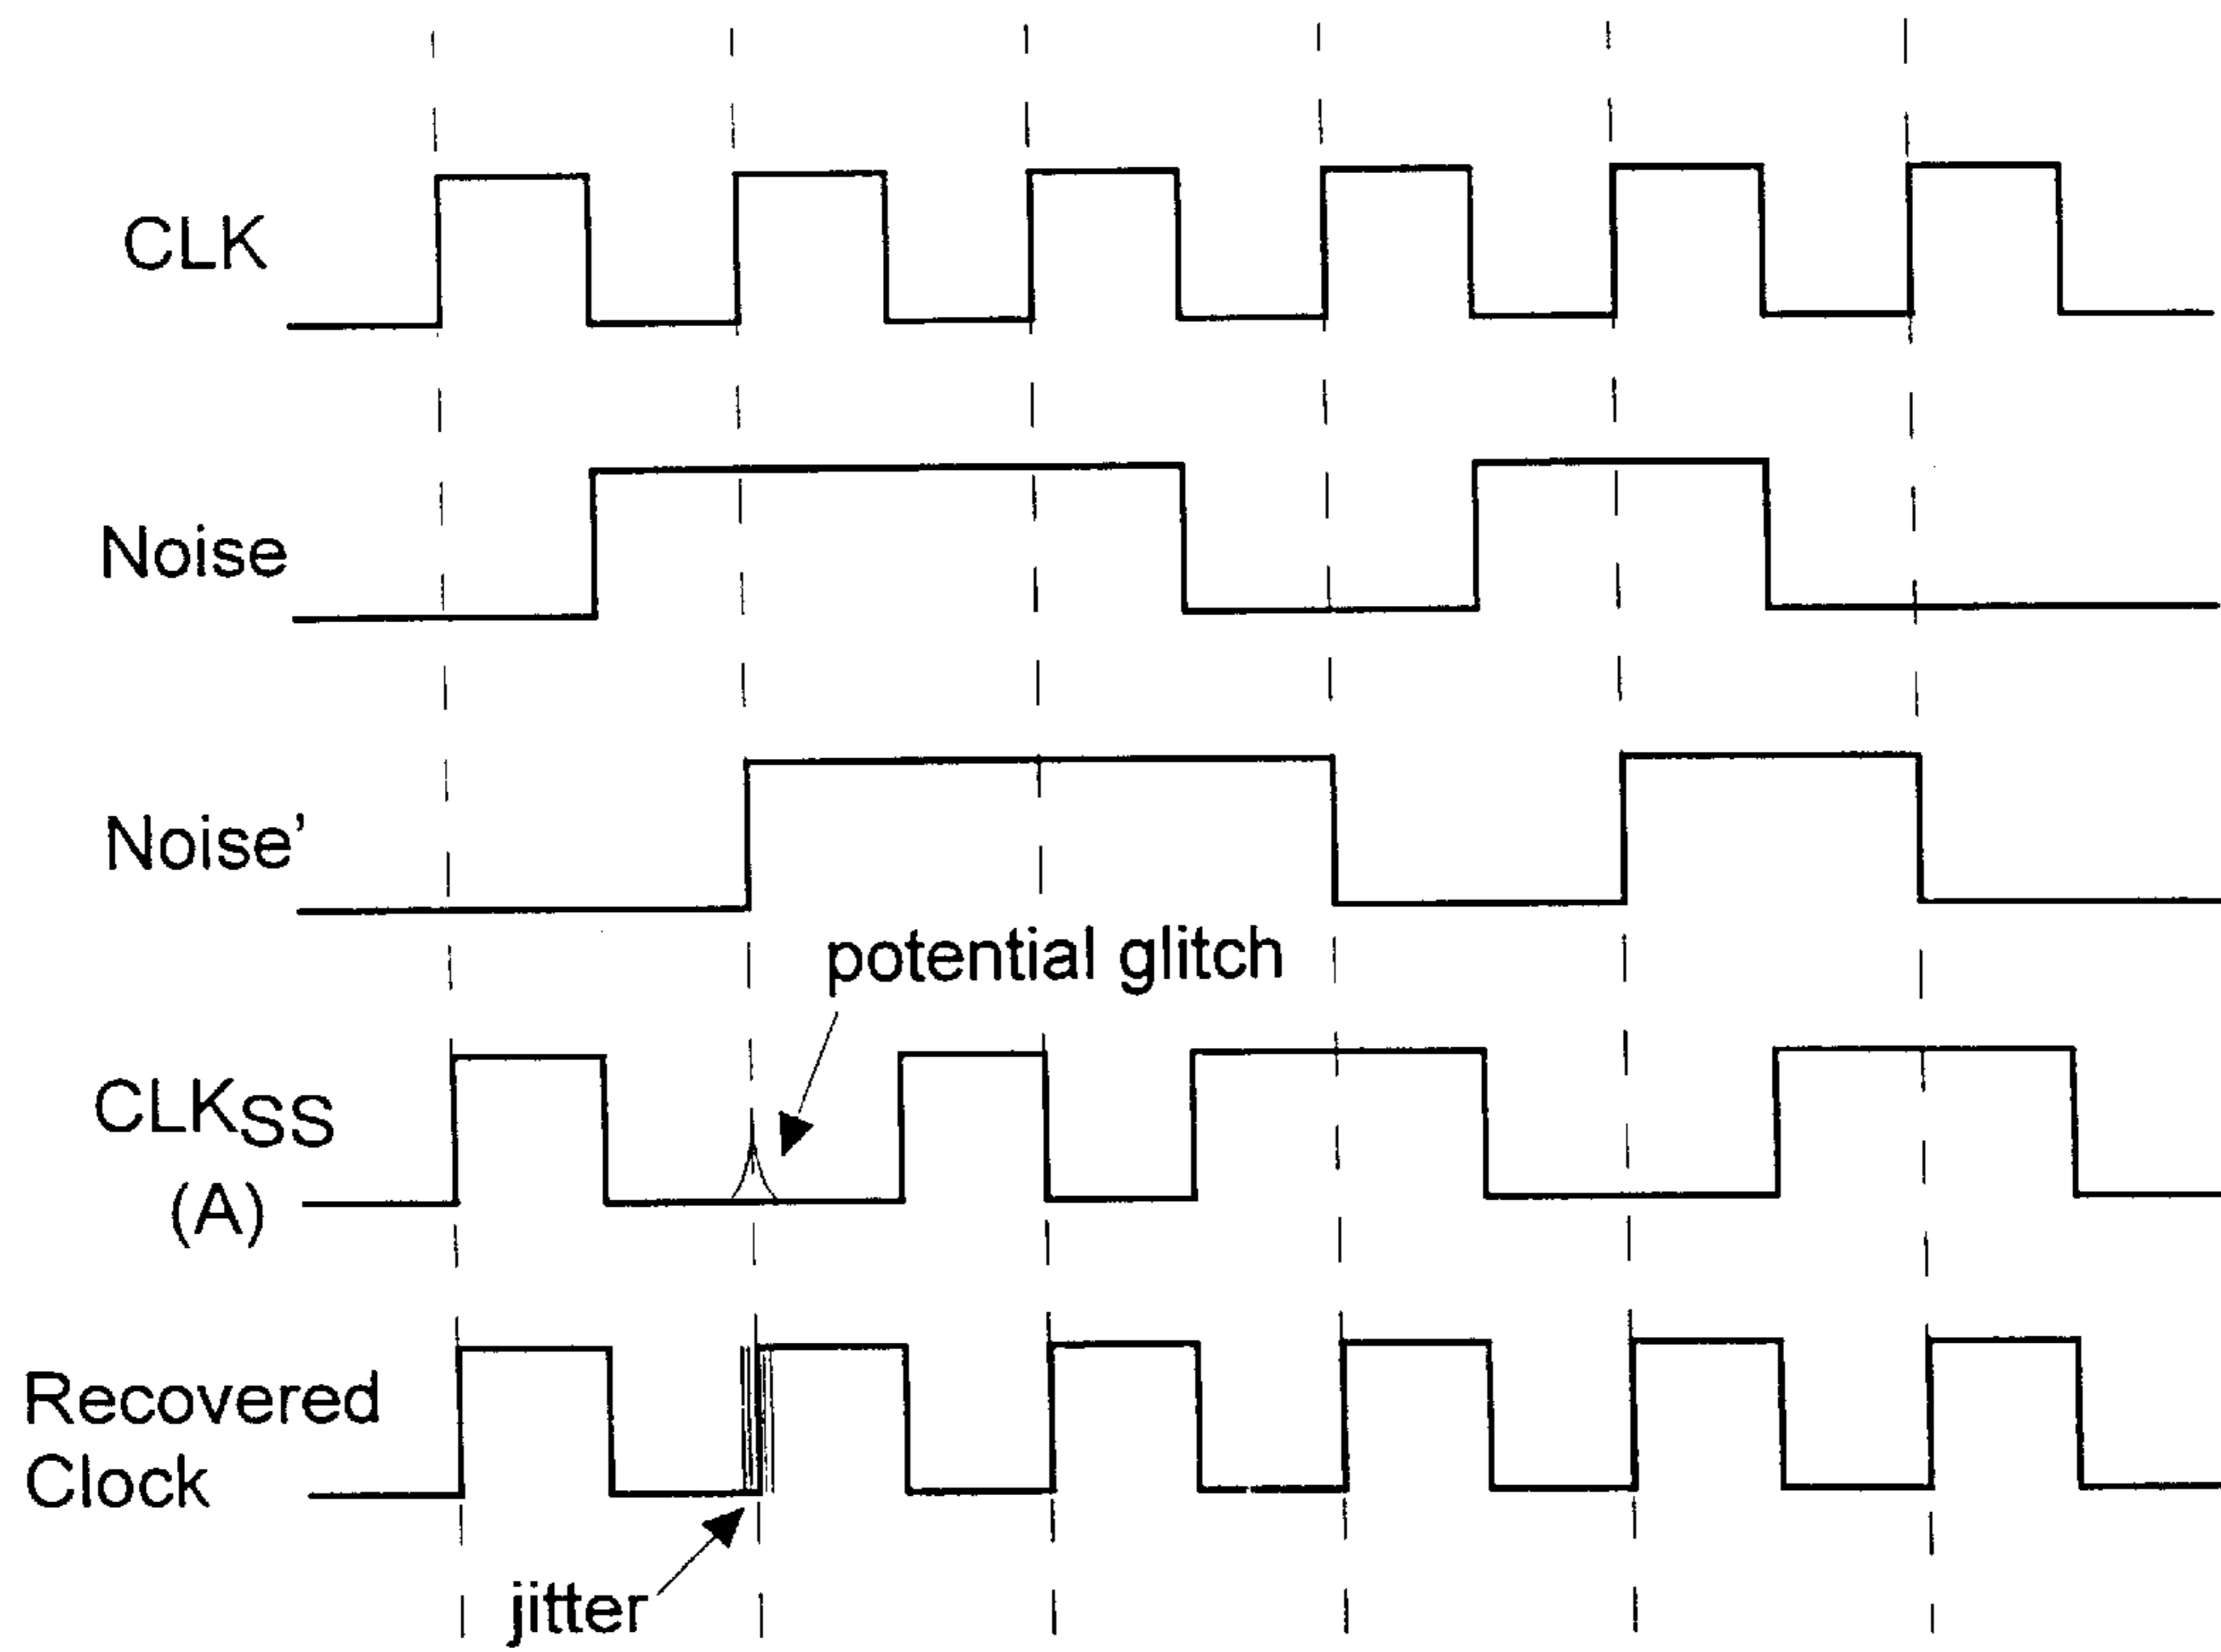 CLK
Noise
Noise'
potential glitch
CLKSS
(A)
Recovered
Clock
jitter